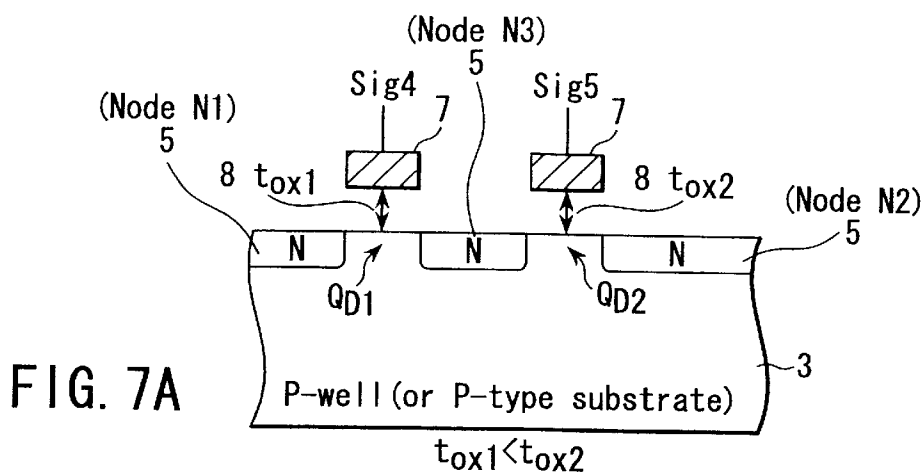 (Node N3)
5
Sig4
Sig5
(Node N1)
5
7
7
8 tox1
8 tox2
(Node N2)
5
N
N
N
QD1
QD2
3
FIG. 7A
P-well(or P-type substrate)
tox1<tox2